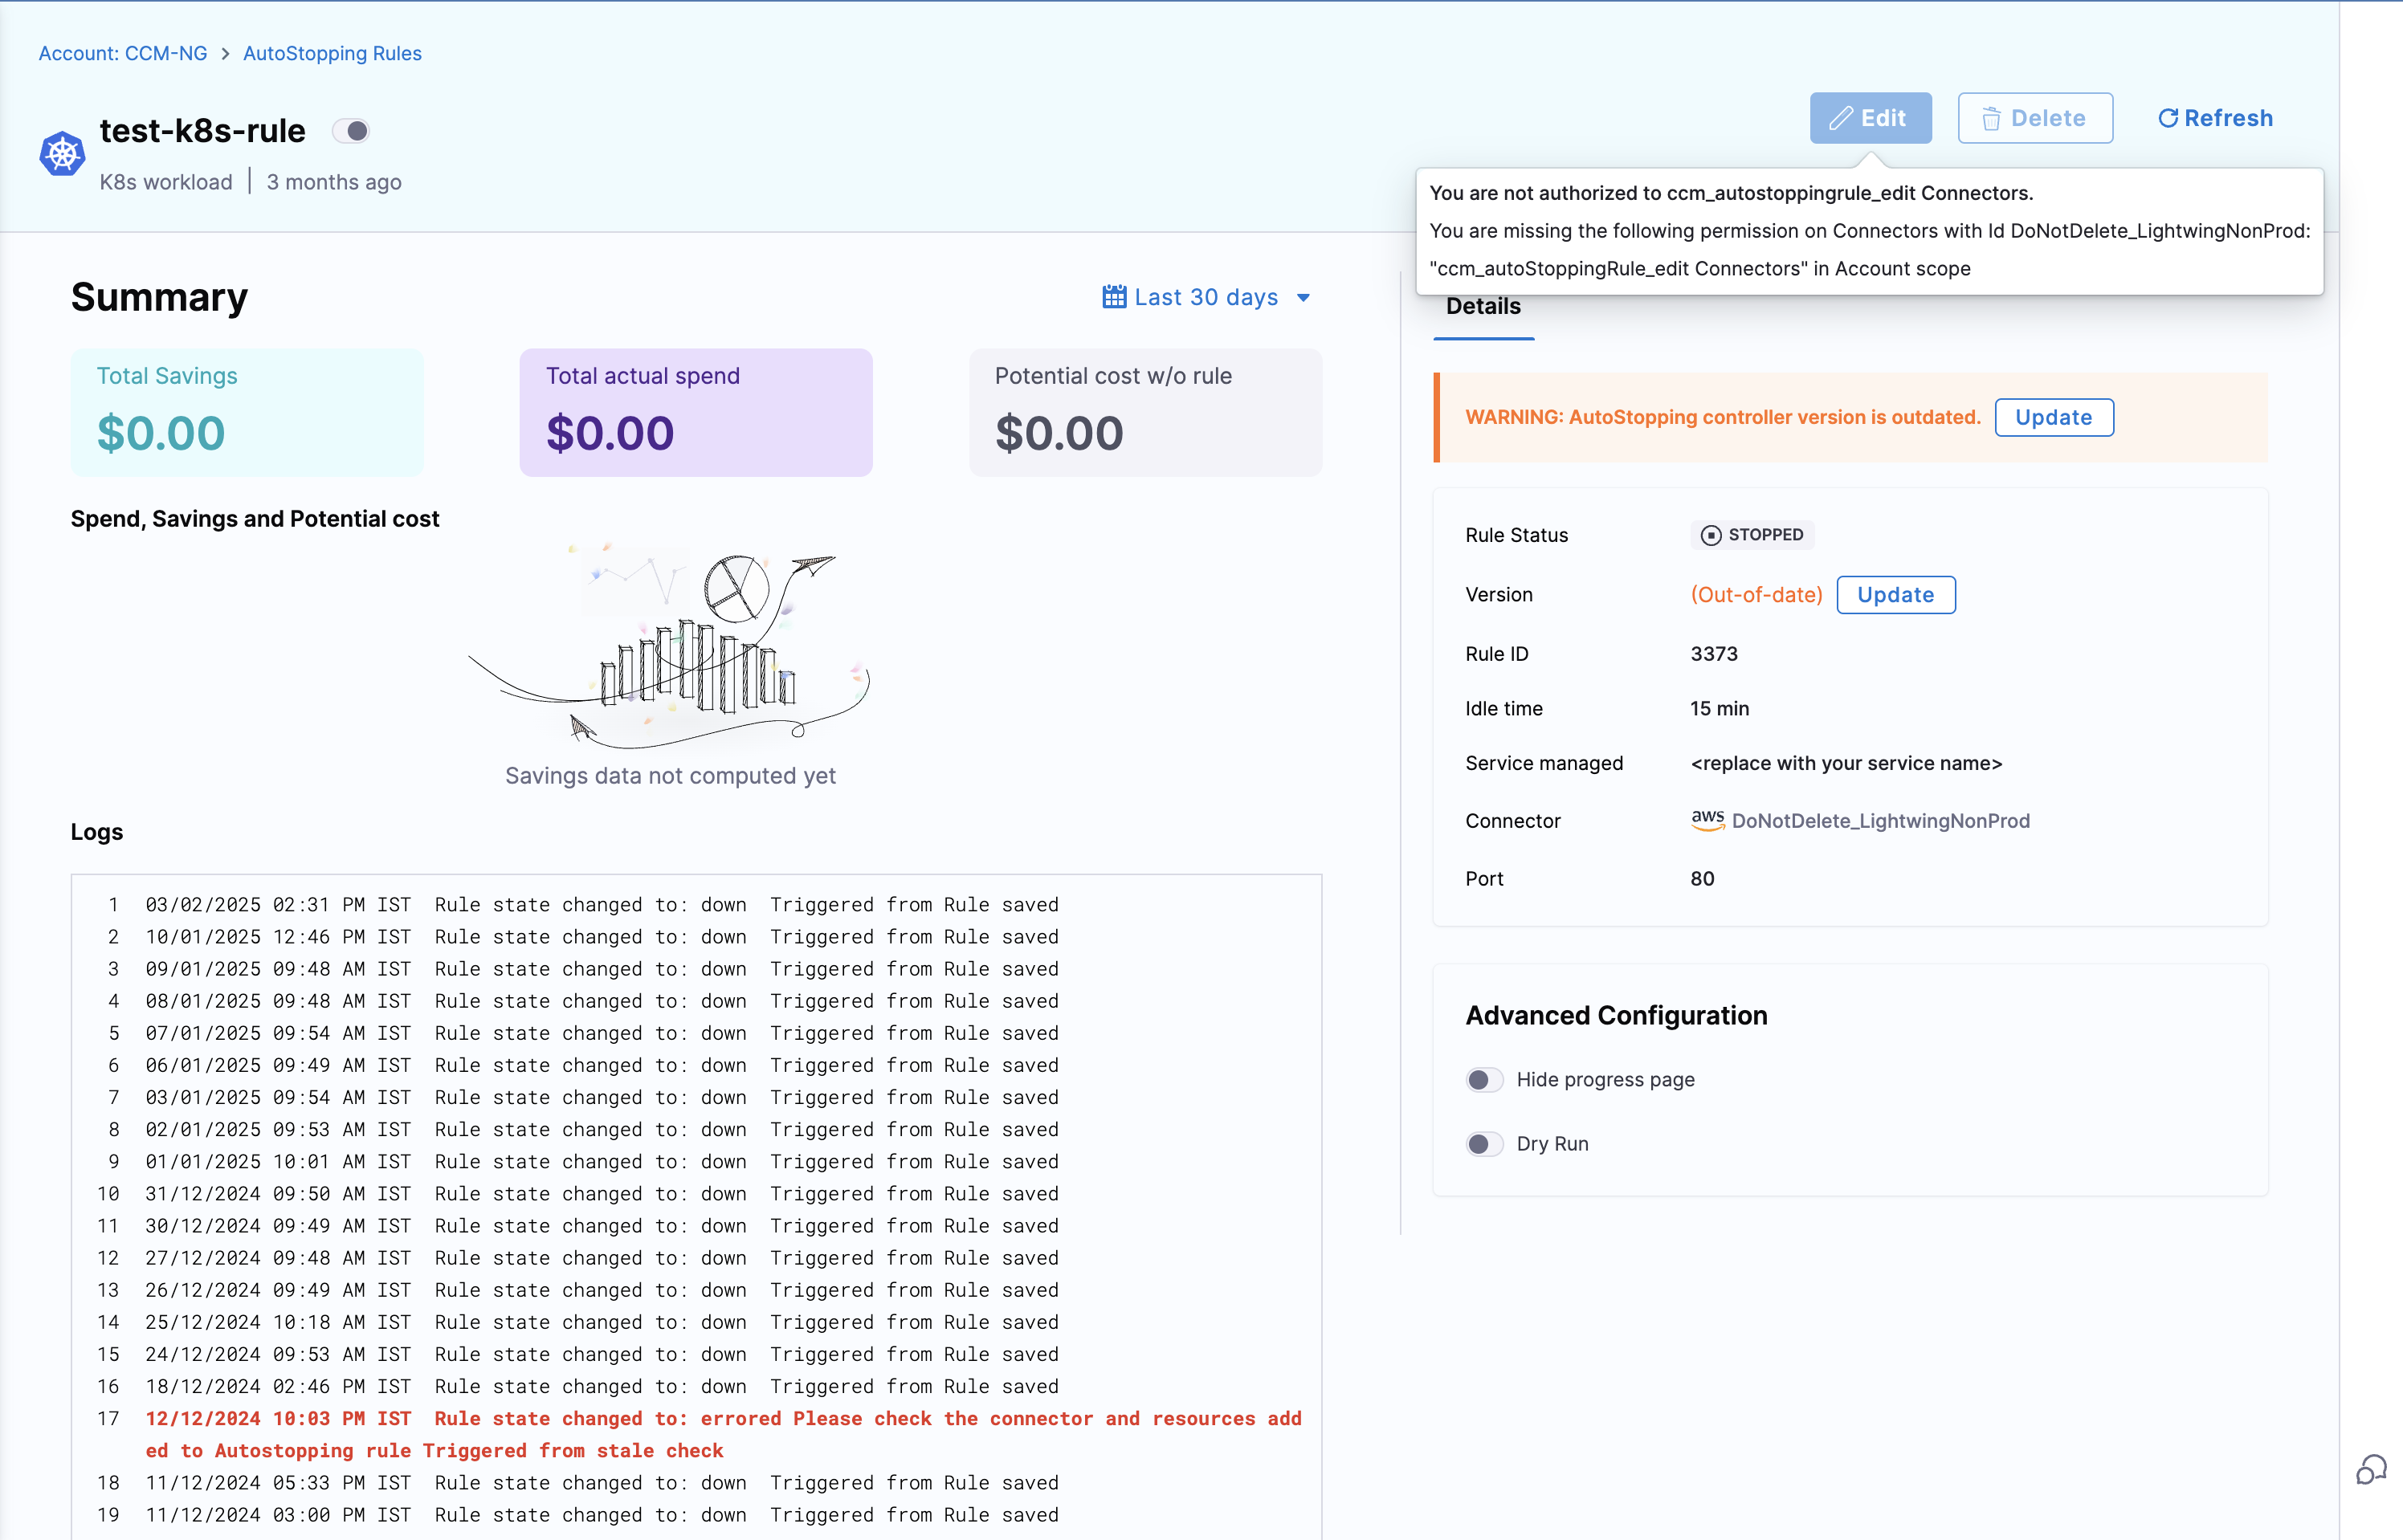 Account: CCM-NG > AutoStopping Rules
test-k8s-rule
K8s workload | 3 months ago
Edit
Delete
Refresh
You are not authorized to ccm_autostoppingrule_edit Connectors.
You are missing the following permission on Connectors with Id DoNotDelete_LightwingNonProd:
"ccm_autoStoppingRule_edit Connectors" in Account scope
Summary
Last 30 days
Total Savings
$0.00
Total actual spend
$0.00
Potential cost w/o rule
$0.00
Spend, Savings and Potential cost
Savings data not computed yet
Logs
1 03/02/2025 02:31 PM IST Rule state changed to: down Triggered from Rule saved
2 10/01/2025 12:46 PM IST Rule state changed to: down Triggered from Rule saved
3 09/01/2025 09:48 AM IST Rule state changed to: down Triggered from Rule saved
4 08/01/2025 09:48 AM IST Rule state changed to: down Triggered from Rule saved
5 07/01/2025 09:54 AM IST Rule state changed to: down Triggered from Rule saved
6 06/01/2025 09:49 AM IST Rule state changed to: down Triggered from Rule saved
7 03/01/2025 09:54 AM IST Rule state changed to: down Triggered from Rule saved
8 02/01/2025 09:53 AM IST Rule state changed to: down Triggered from Rule saved
9 01/01/2025 10:01 AM IST Rule state changed to: down Triggered from Rule saved
10 31/12/2024 09:50 AM IST Rule state changed to: down Triggered from Rule saved
11 30/12/2024 09:49 AM IST Rule state changed to: down Triggered from Rule saved
12 27/12/2024 09:48 AM IST Rule state changed to: down Triggered from Rule saved
13 26/12/2024 09:49 AM IST Rule state changed to: down Triggered from Rule saved
14 25/12/2024 10:18 AM IST Rule state changed to: down Triggered from Rule saved
15 24/12/2024 09:53 AM IST Rule state changed to: down Triggered from Rule saved
16 18/12/2024 02:46 PM IST Rule state changed to: down Triggered from Rule saved
17 12/12/2024 10:03 PM IST Rule state changed to: errored Please check the connector and resources add
ed to Autostopping rule Triggered from stale check
18 11/12/2024 05:33 PM IST Rule state changed to: down Triggered from Rule saved
19 11/12/2024 03:00 PM IST Rule state changed to: down Triggered from Rule saved
Details
WARNING: AutoStopping controller version is outdated. Update
Rule Status STOPPED
Version (Out-of-date) Update
Rule ID 3373
Idle time 15 min
Service managed <replace with your service name>
Connector aws DoNotDelete_LightwingNonProd
Port 80
Advanced Configuration
Hide progress page
Dry Run